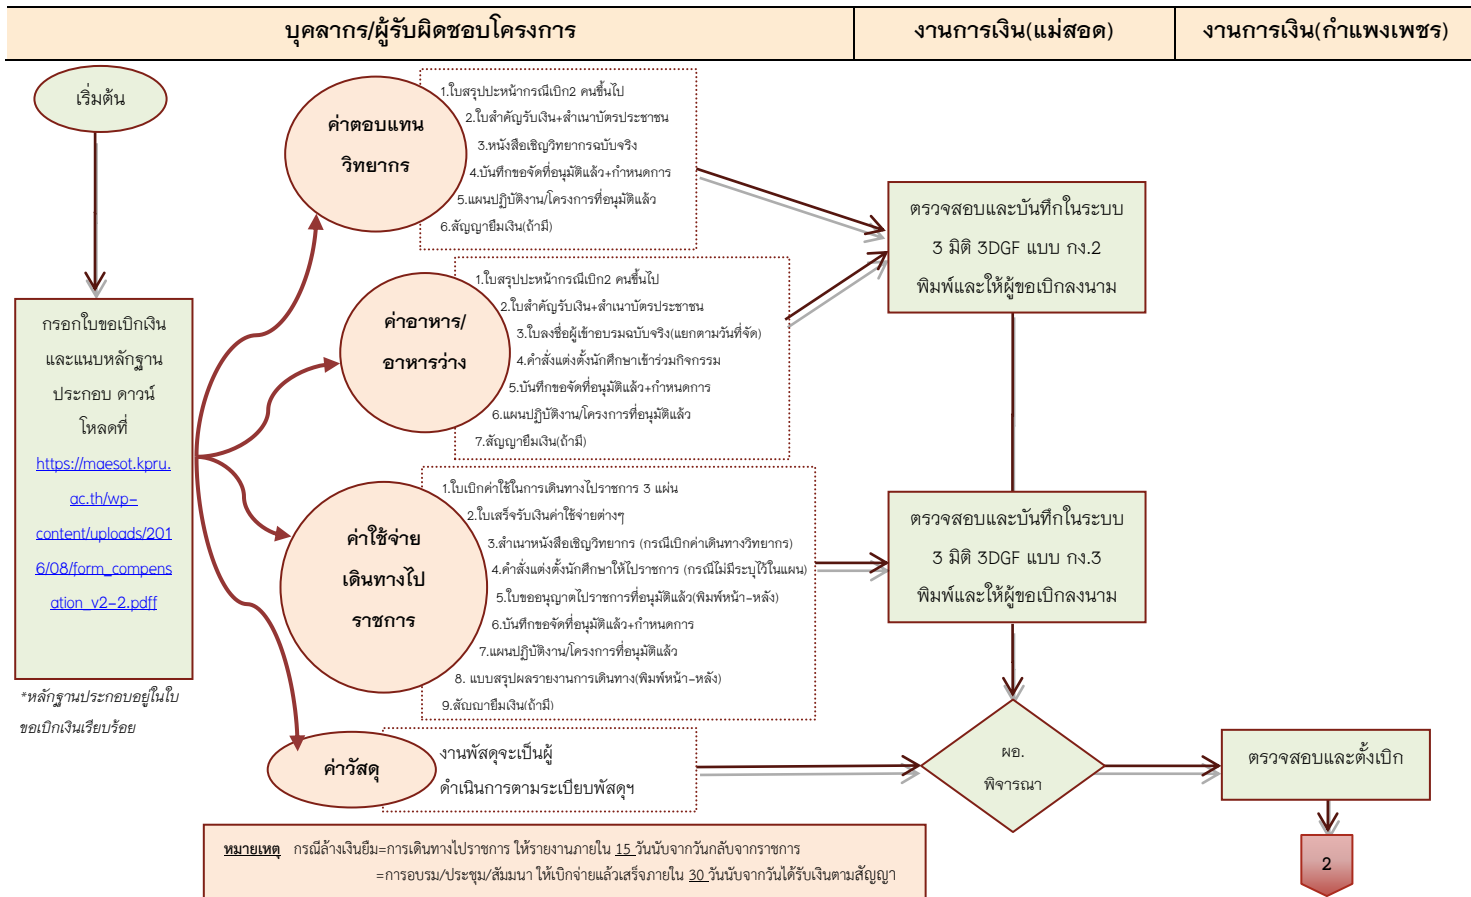 บุคลากร/ผู้รับผิดชอบโครงการ
งานการเงิน(แม่สอด)
งานการเงิน(กำแพงเพชร)
เริ่มต้น
กรอกใบขอเบิกเงิน
และแนบหลักฐาน
ประกอบ ดาวน์
โหลดที่
https://maesot.kpru.
ac.th/wp-
content/uploads/201
6/08/form_compens
ation_v2-2.pdff
*หลักฐานประกอบอยู่ในใบ
ขอเบิกเงินเรียบร้อย
ค่าตอบแทน
วิทยากร
1.ใบสรุปปะหน้ากรณีเบิก2 คนขึ้นไป
2.ใบสำคัญรับเงิน+สำเนาบัตรประชาชน
3.หนังสือเชิญวิทยากรฉบับจริง
4.บันทึกขอจัดที่อนุมัติแล้ว+กำหนดการ
5.แผนปฏิบัติงาน/โครงการที่อนุมัติแล้ว
6.สัญญายืมเงิน(ถ้ามี)
ค่าอาหาร/
อาหารว่าง
1.ใบสรุปปะหน้ากรณีเบิก2 คนขึ้นไป
2.ใบสำคัญรับเงิน+สำเนาบัตรประชาชน
3.ใบลงชื่อผู้เข้าอบรมฉบับจริง(แยกตามวันที่จัด)
4.คำสั่งแต่งตั้งนักศึกษาเข้าร่วมกิจกรรม
5.บันทึกขอจัดที่อนุมัติแล้ว+กำหนดการ
6.แผนปฏิบัติงาน/โครงการที่อนุมัติแล้ว
7.สัญญายืมเงิน(ถ้ามี)
ค่าใช้จ่าย
เดินทางไป
ราชการ
1.ใบเบิกค่าใช้ในการเดินทางไปราชการ 3 แผ่น
2.ใบเสร็จรับเงินค่าใช้จ่ายต่างๆ
3.สำเนาหนังสือเชิญวิทยากร (กรณีเบิกค่าเดินทางวิทยากร)
4.คำสั่งแต่งตั้งนักศึกษาให้ไปราชการ (กรณีไม่มีระบุไว้ในแผน)
5.ใบขออนุญาตไปราชการที่อนุมัติแล้ว(พิมพ์หน้า-หลัง)
6.บันทึกขอจัดที่อนุมัติแล้ว+กำหนดการ
7.แผนปฏิบัติงาน/โครงการที่อนุมัติแล้ว
8. แบบสรุปผลรายงานการเดินทาง(พิมพ์หน้า-หลัง)
9.สัญญายืมเงิน(ถ้ามี)
ค่าวัสดุ
งานพัสดุจะเป็นผู้
ดำเนินการตามระเบียบพัสดุฯ
ตรวจสอบและบันทึกในระบบ
3 มิติ 3DGF แบบ กง.2
พิมพ์และให้ผู้ขอเบิกลงนาม
ตรวจสอบและบันทึกในระบบ
3 มิติ 3DGF แบบ กง.3
พิมพ์และให้ผู้ขอเบิกลงนาม
ผอ.
พิจารณา
ตรวจสอบและตั้งเบิก
2
หมายเหตุ กรณีล้างเงินยืม=การเดินทางไปราชการ ให้รายงานภายใน 15 วันนับจากวันกลับจากราชการ
=การอบรม/ประชุม/สัมมนา ให้เบิกจ่ายแล้วเสร็จภายใน 30 วันนับจากวันได้รับเงินตามสัญญา